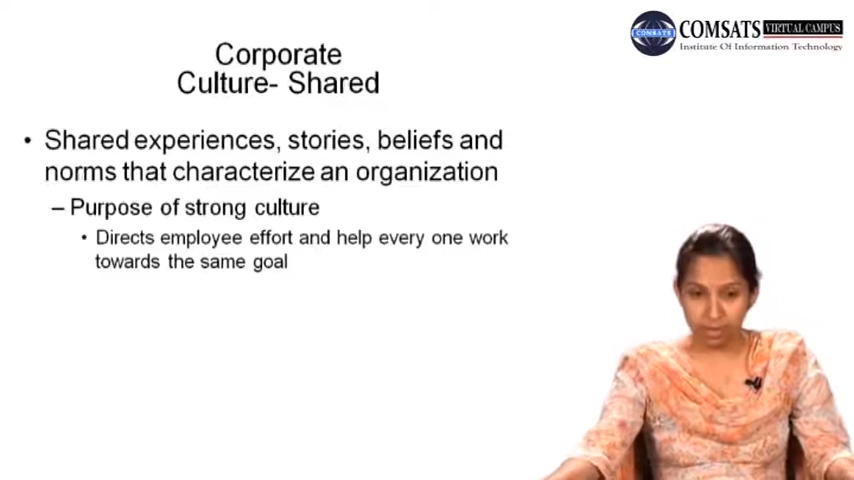 COMSATS VIRTUAL CAMPUS
COMSATS
Institute Of Information Technology
Corporate
Culture- Shared
• Shared experiences, stories, beliefs and
norms that characterize an organization
– Purpose of strong culture
• Directs employee effort and help every one work
towards the same goal